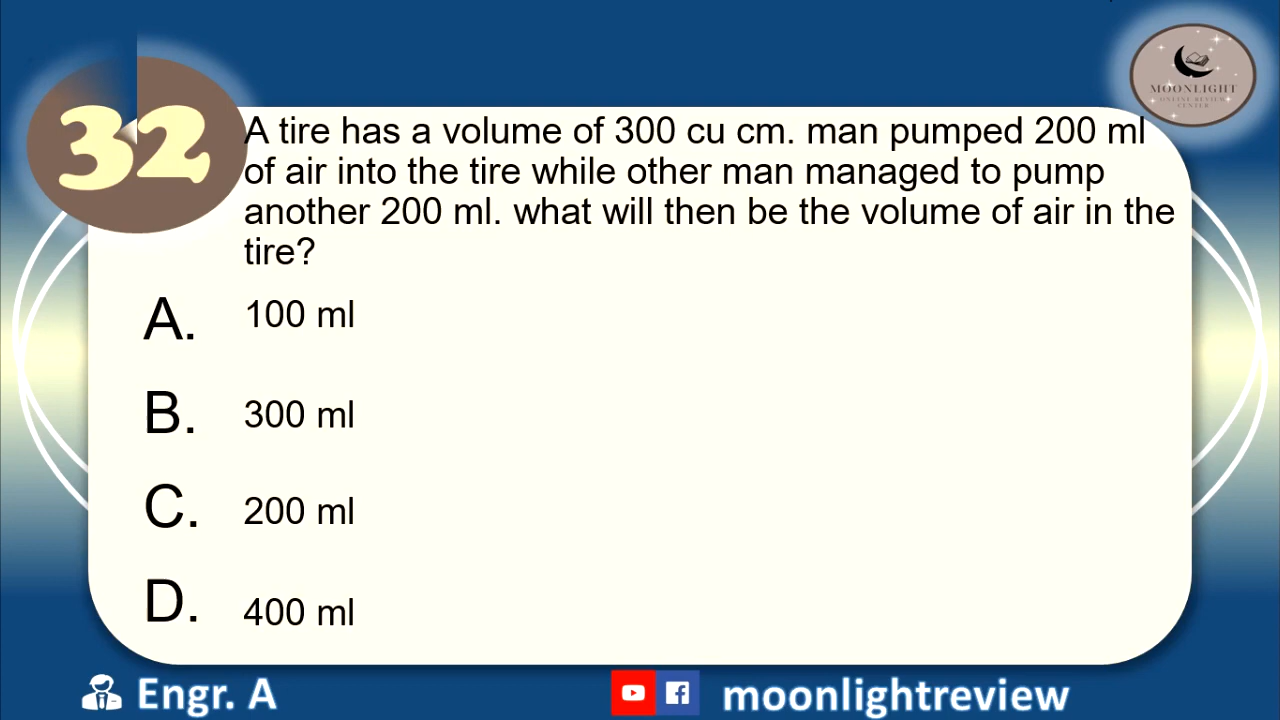 MOONLIGHT
ONLINE REVIEW
CENTER
32
A tire has a volume of 300 cu cm. man pumped 200 ml
of air into the tire while other man managed to pump
another 200 ml. what will then be the volume of air in the
tire?
A. 100 ml
B. 300 ml
C. 200 ml
D. 400 ml
Engr. A
moonlightreview